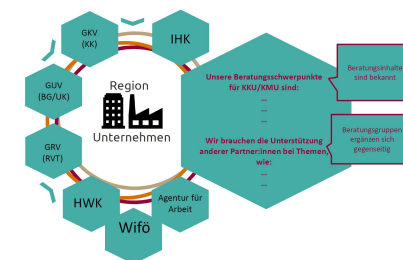 GKV
(KK)
IHK
GUV
(BG/UK)
GRV
(RVT)
HWK
Wifö
Agentur für
Arbeit
Region
Unternehmen
Unsere Beratungsschwerpunkte
für KKU/KMU sind:
...
...
...
Wir brauchen die Unterstützung
anderer Partner:innen bei Themen,
wie:
...
...
Beratungsinhalte
sind bekannt
Beratungsgruppen
ergänzen sich
gegenseitig